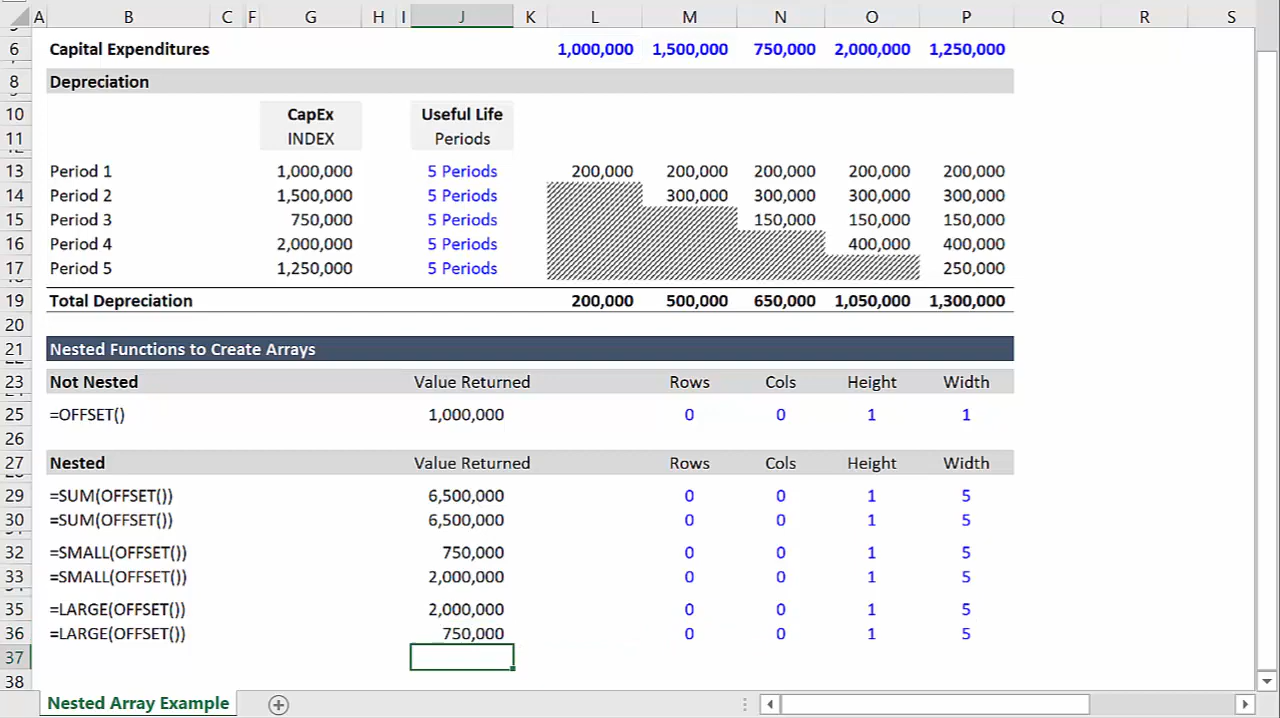 A B C F G H I J K L M N O P Q R S
6 Capital Expenditures 1,000,000 1,500,000 750,000 2,000,000 1,250,000
8 Depreciation
10 CapEx Useful Life
11 INDEX Periods
13 Period 1 1,000,000 5 Periods 200,000 200,000 200,000 200,000 200,000
14 Period 2 1,500,000 5 Periods 300,000 300,000 300,000 300,000
15 Period 3 750,000 5 Periods 150,000 150,000 150,000
16 Period 4 2,000,000 5 Periods 400,000 400,000
17 Period 5 1,250,000 5 Periods 250,000
19 Total Depreciation 200,000 500,000 650,000 1,050,000 1,300,000
20
21 Nested Functions to Create Arrays
23 Not Nested Value Returned Rows Cols Height Width
25 =OFFSET() 1,000,000 0 0 1 1
26
27 Nested Value Returned Rows Cols Height Width
29 =SUM(OFFSET()) 6,500,000 0 0 1 5
30 =SUM(OFFSET()) 6,500,000 0 0 1 5
32 =SMALL(OFFSET()) 750,000 0 0 1 5
33 =SMALL(OFFSET()) 2,000,000 0 0 1 5
35 =LARGE(OFFSET()) 2,000,000 0 0 1 5
36 =LARGE(OFFSET()) 750,000 0 0 1 5
37
38
Nested Array Example